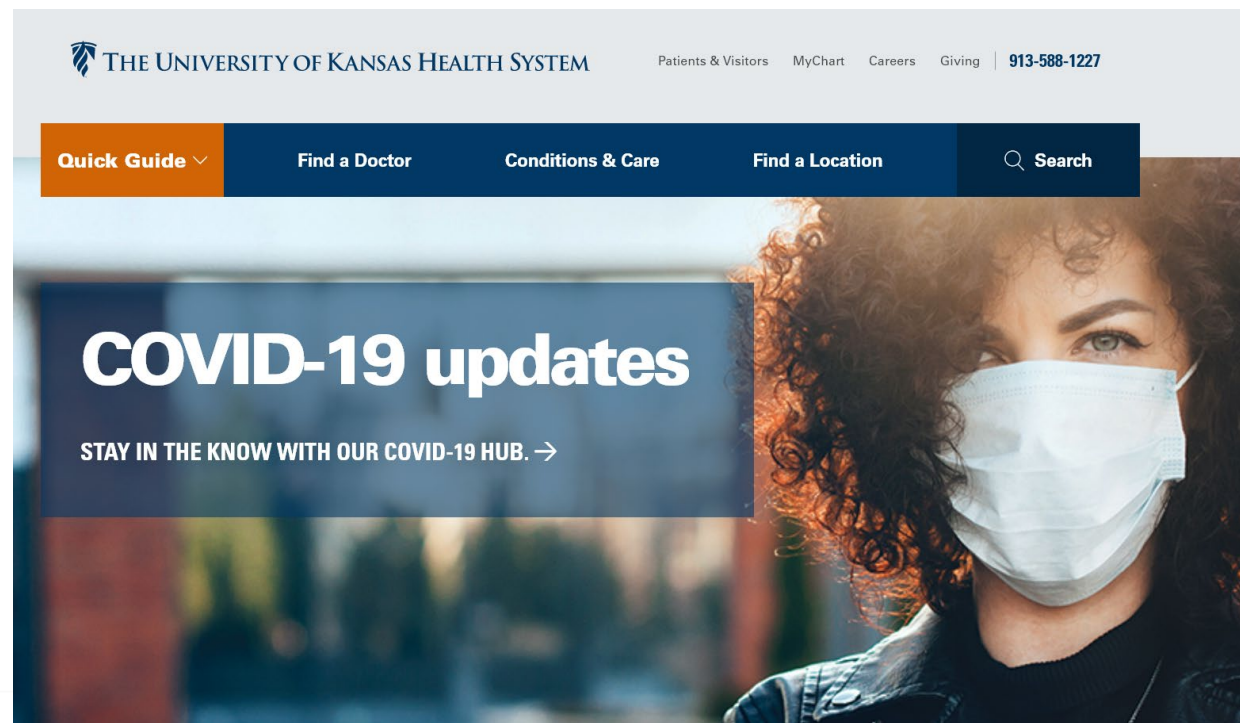 THE UNIVERSITY OF KANSAS HEALTH SYSTEM
Patients & Visitors MyChart Careers Giving 913-588-1227
Quick Guide Find a Doctor Conditions & Care Find a Location Search
COVID-19 updates
STAY IN THE KNOW WITH OUR COVID-19 HUB. →